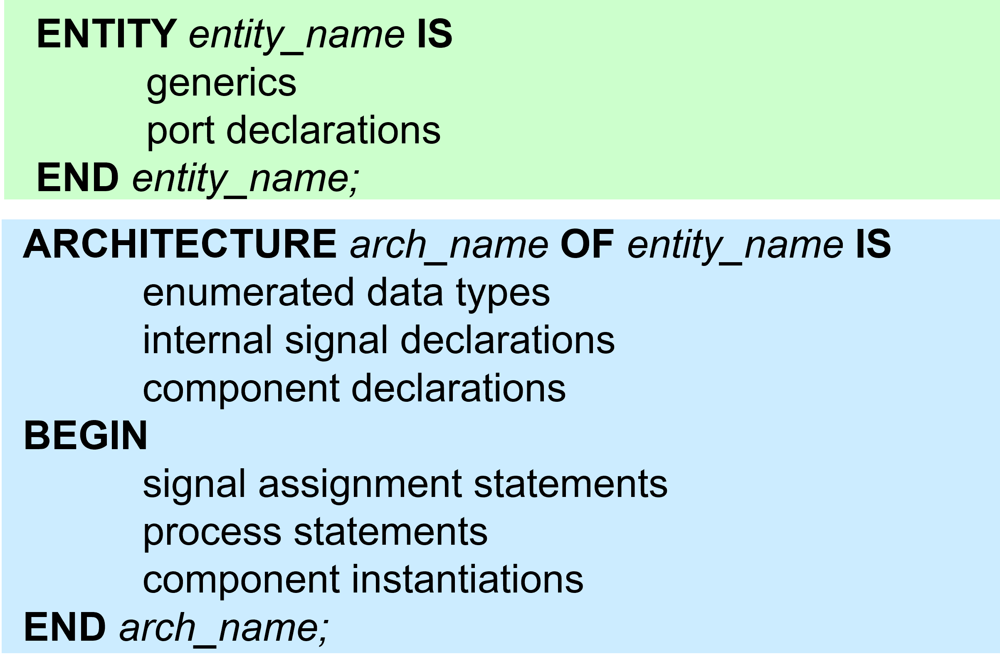 ENTITY entity_name IS
generics
port declarations
END entity_name;
ARCHITECTURE arch_name OF entity_name IS
enumerated data types
internal signal declarations
component declarations
BEGIN
signal assignment statements
process statements
component instantiations
END arch_name;